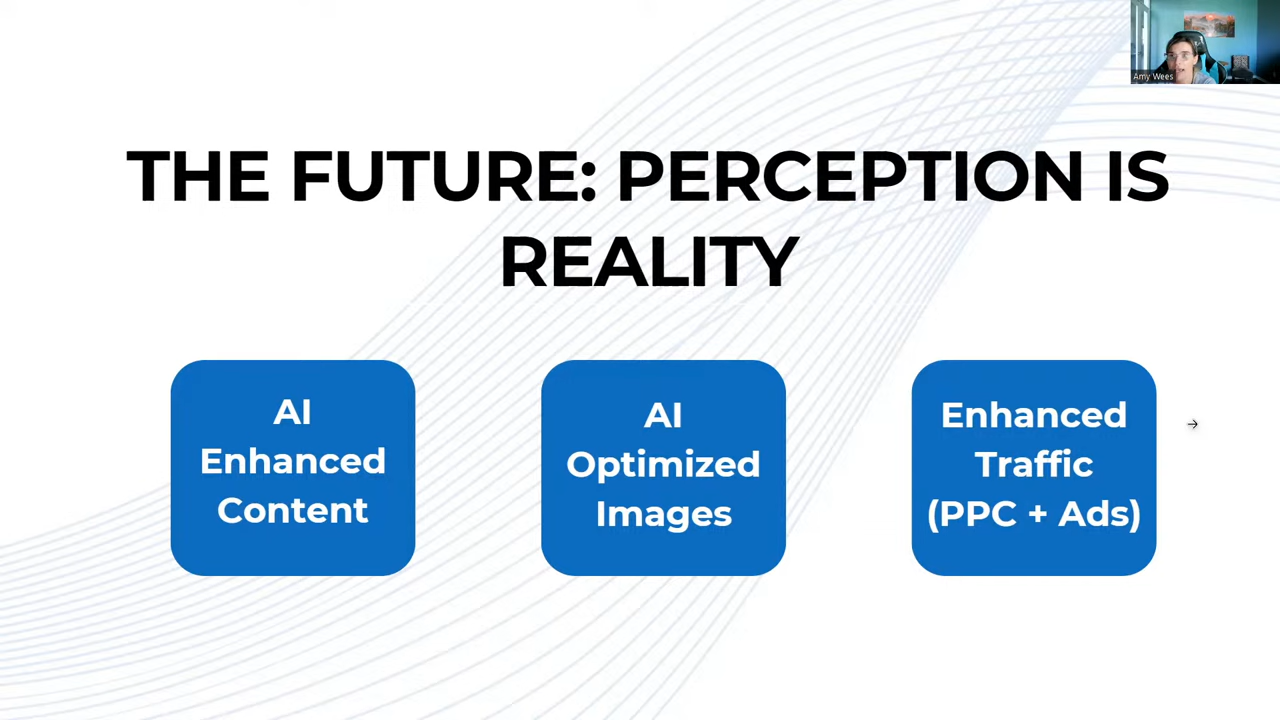 Amy Wees
THE FUTURE: PERCEPTION IS
REALITY
AI
Enhanced
Content
AI
Optimized
Images
Enhanced
Traffic
(PPC + Ads)